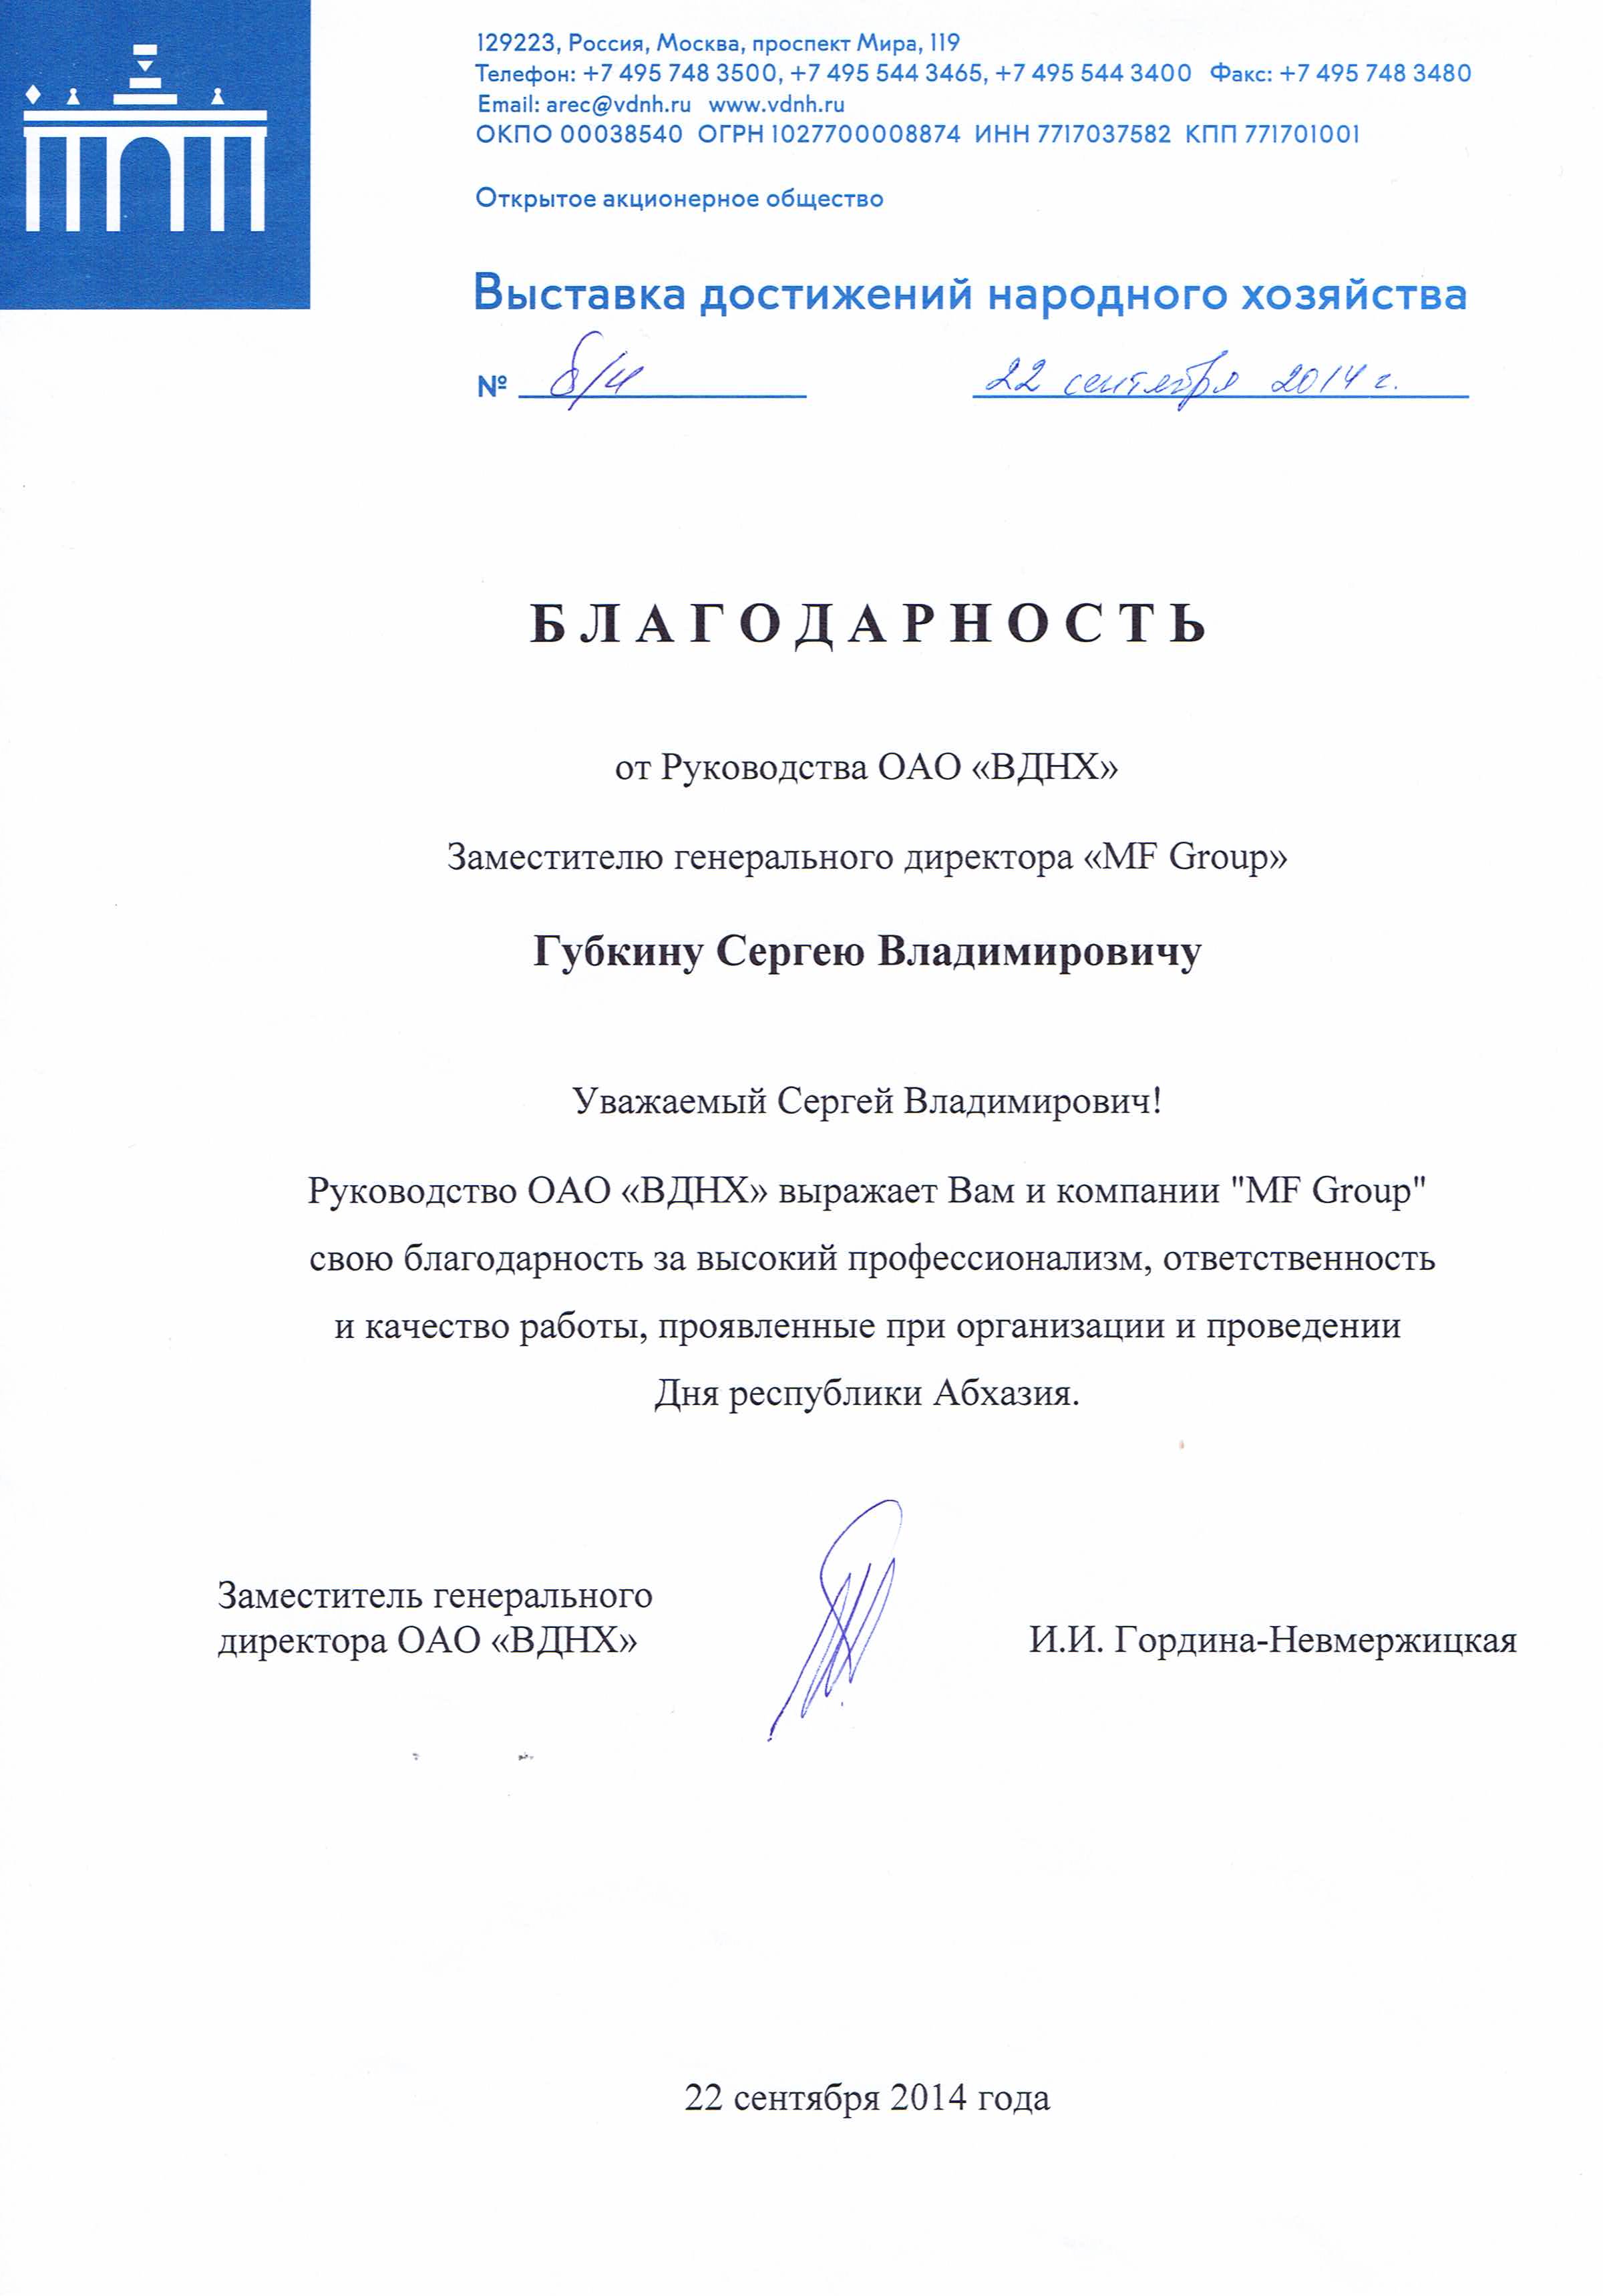 129223, Россия, Москва, проспект Мира, 119
Телефон: +7 495 748 3500, +7 495 544 3465, +7 495 544 3400 Факс: +7 495 748 3480
Email: arec@vdnh.ru www.vdnh.ru
ОКПО 00038540 ОГРН 1027700008874 ИНН 7717037582 КПП 771701001
Открытое акционерное общество
Выставка достижений народного хозяйства
№ б/н 22 сентября 2014 г.
БЛАГОДАРНОСТЬ
от Руководства ОАО «ВДНХ»
Заместителю генерального директора «MF Group»
Губкину Сергею Владимировичу
Уважаемый Сергей Владимирович!
Руководство ОАО «ВДНХ» выражает Вам и компании "MF Group"
свою благодарность за высокий профессионализм, ответственность
и качество работы, проявленные при организации и проведении
Дня республики Абхазия.
Заместитель генерального
директора ОАО «ВДНХ» И.И. Гордина-Невмержицкая
22 сентября 2014 года